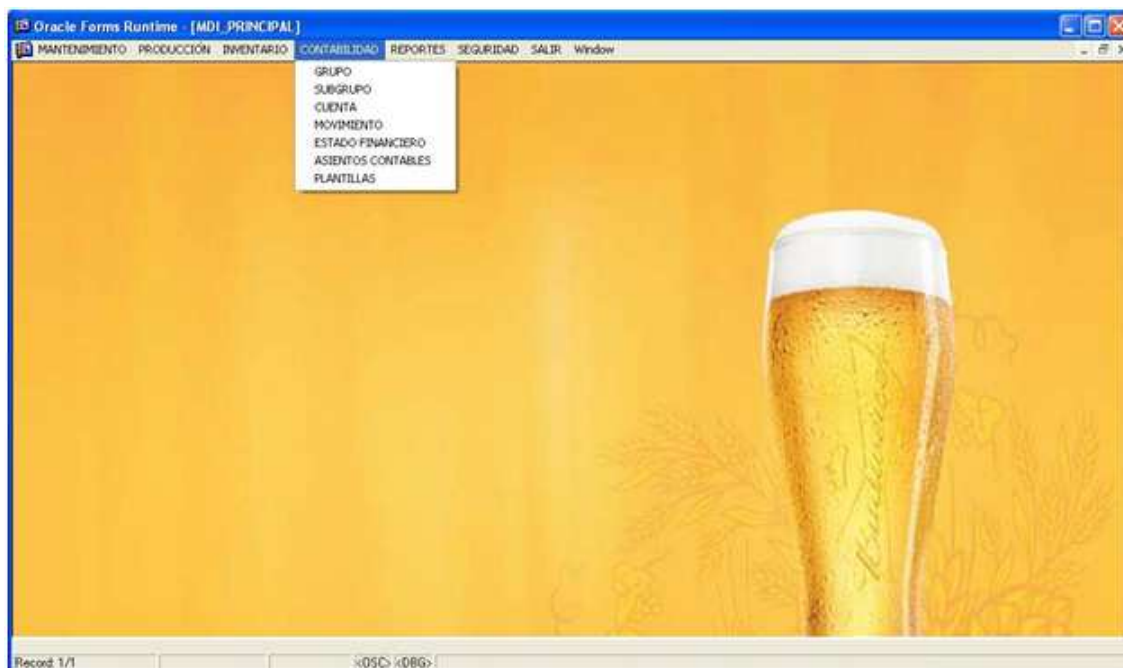 Oracle Forms Runtime - [MDI_PRINCIPAL]
MANTENIMIENTO PRODUCCIÓN INVENTARIO CONTABILIDAD REPORTES SEGURIDAD SALIR Window
GRUPO
SUBGRUPO
CUENTA
MOVIMIENTO
ESTADO FINANCIERO
ASIENTOS CONTABLES
PLANTILLAS
Record: 1/1 <OSC> <DBG>